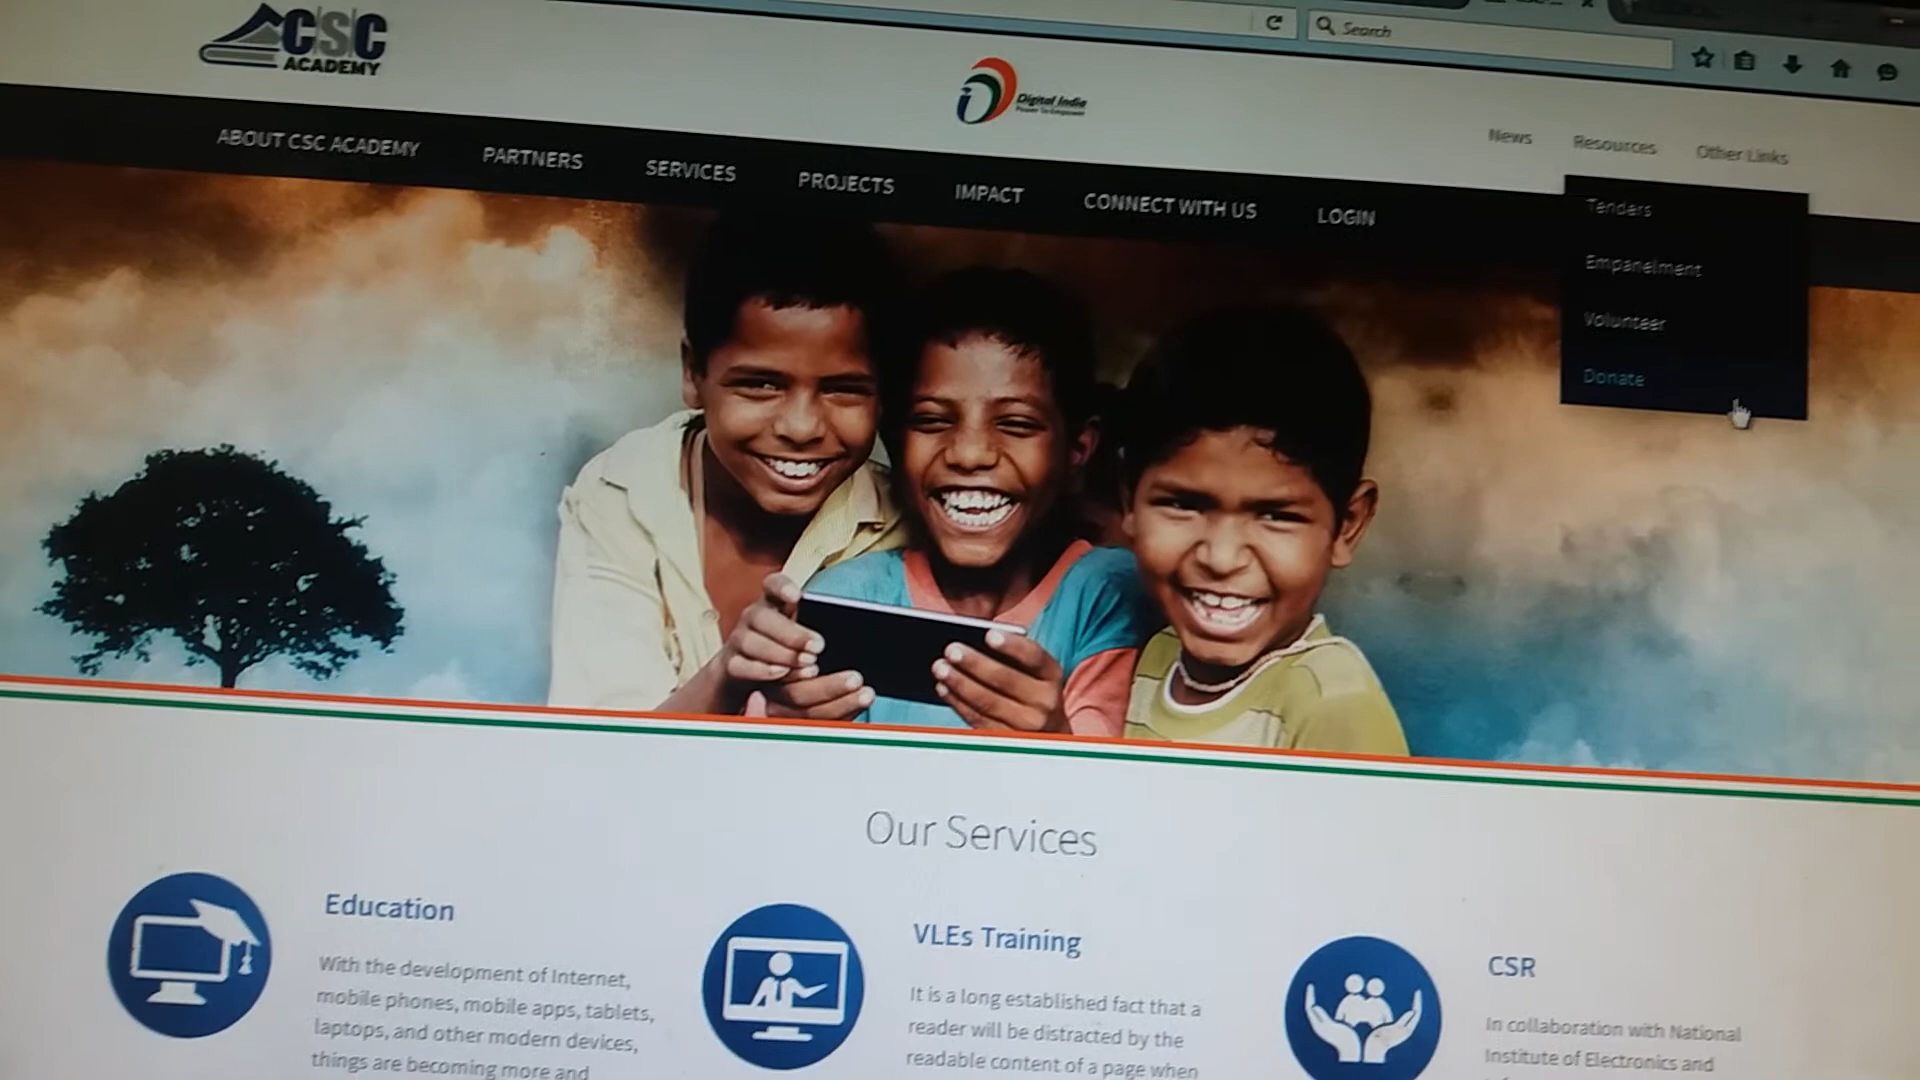 CSC
ACADEMY
Search
Digital India
Power To Empower
News
Resources
Other Links
ABOUT CSC ACADEMY
PARTNERS
SERVICES
PROJECTS
IMPACT
CONNECT WITH US
LOGIN
Tenders
Empanelment
Volunteer
Donate
Our Services
Education
With the development of Internet,
mobile phones, mobile apps, tablets,
laptops, and other modern devices,
things are becoming more and
VLEs Training
It is a long established fact that a
reader will be distracted by the
readable content of a page when
CSR
In collaboration with National
Institute of Electronics and